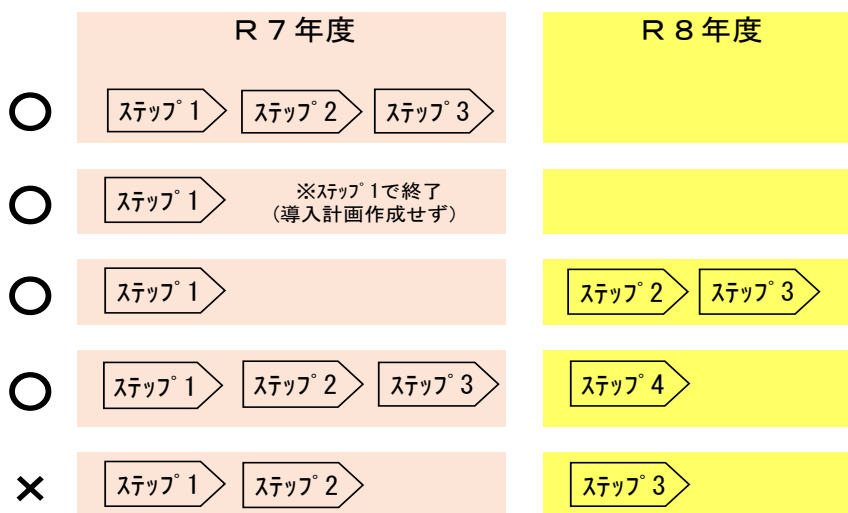 Ｒ７年度
Ｒ８年度
○
ｽﾃｯﾌﾟ1
ｽﾃｯﾌﾟ2
ｽﾃｯﾌﾟ3
○
ｽﾃｯﾌﾟ1
※ｽﾃｯﾌﾟ1で終了
（導入計画作成せず）
○
ｽﾃｯﾌﾟ1
ｽﾃｯﾌﾟ2
ｽﾃｯﾌﾟ3
○
ｽﾃｯﾌﾟ1
ｽﾃｯﾌﾟ2
ｽﾃｯﾌﾟ3
ｽﾃｯﾌﾟ4
×
ｽﾃｯﾌﾟ1
ｽﾃｯﾌﾟ2
ｽﾃｯﾌﾟ3